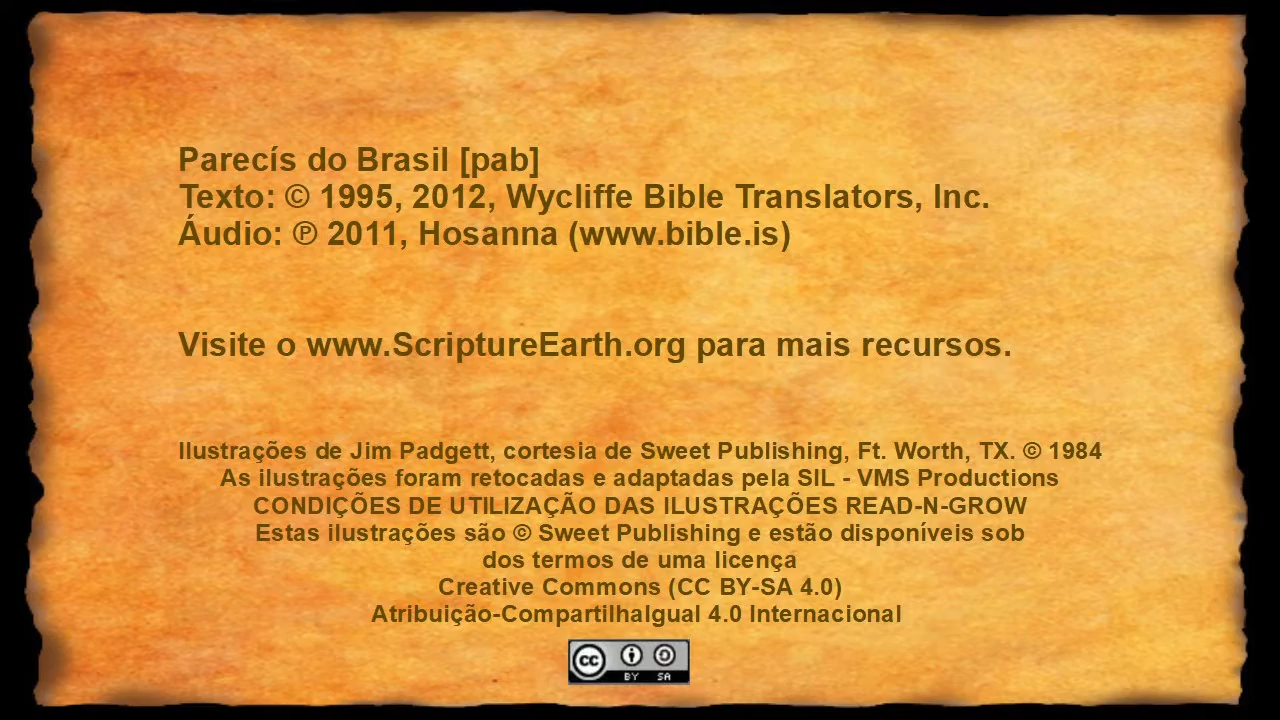 Parecís do Brasil [pab]
Texto: © 1995, 2012, Wycliffe Bible Translators, Inc.
Áudio: ℗ 2011, Hosanna (www.bible.is)
Visite o www.ScriptureEarth.org para mais recursos.
Ilustrações de Jim Padgett, cortesia de Sweet Publishing, Ft. Worth, TX. © 1984
As ilustrações foram retocadas e adaptadas pela SIL - VMS Productions
CONDIÇÕES DE UTILIZAÇÃO DAS ILUSTRAÇÕES READ-N-GROW
Estas ilustrações são © Sweet Publishing e estão disponíveis sob
dos termos de uma licença
Creative Commons (CC BY-SA 4.0)
Atribuição-CompartilhaIgual 4.0 Internacional
cc BY SA